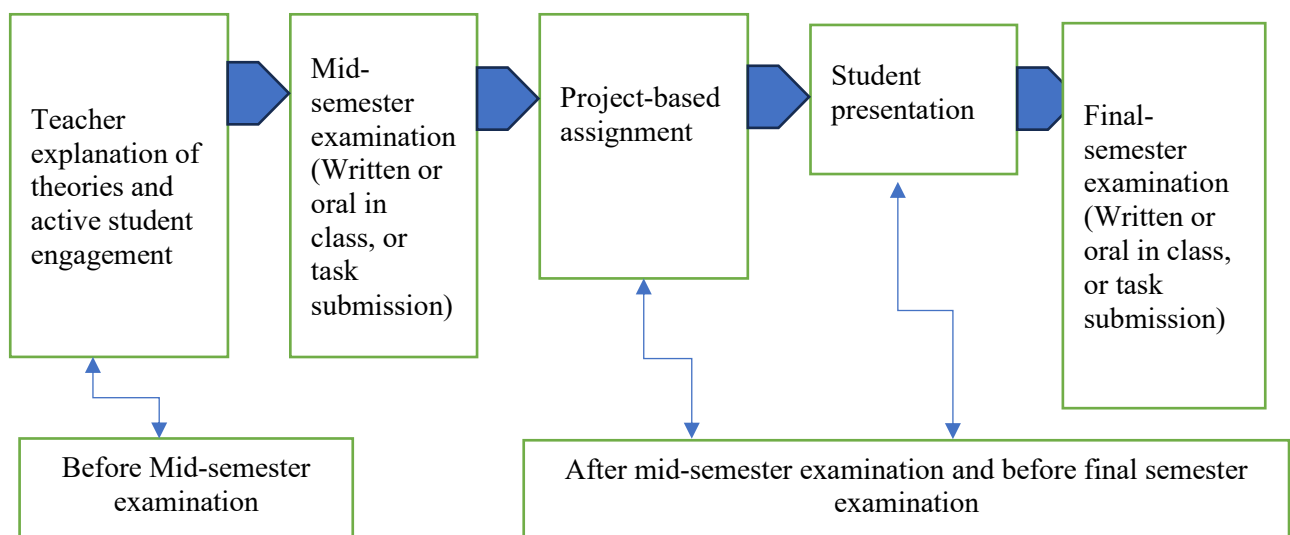 Teacher
explanation of
theories and
active student
engagement
Mid-
semester
examination
(Written or
oral in
class, or
task
submission)
Project-based
assignment
Student
presentation
Final-
semester
examination
(Written or
oral in class,
or task
submission)
Before Mid-semester
examination
After mid-semester examination and before final semester
examination